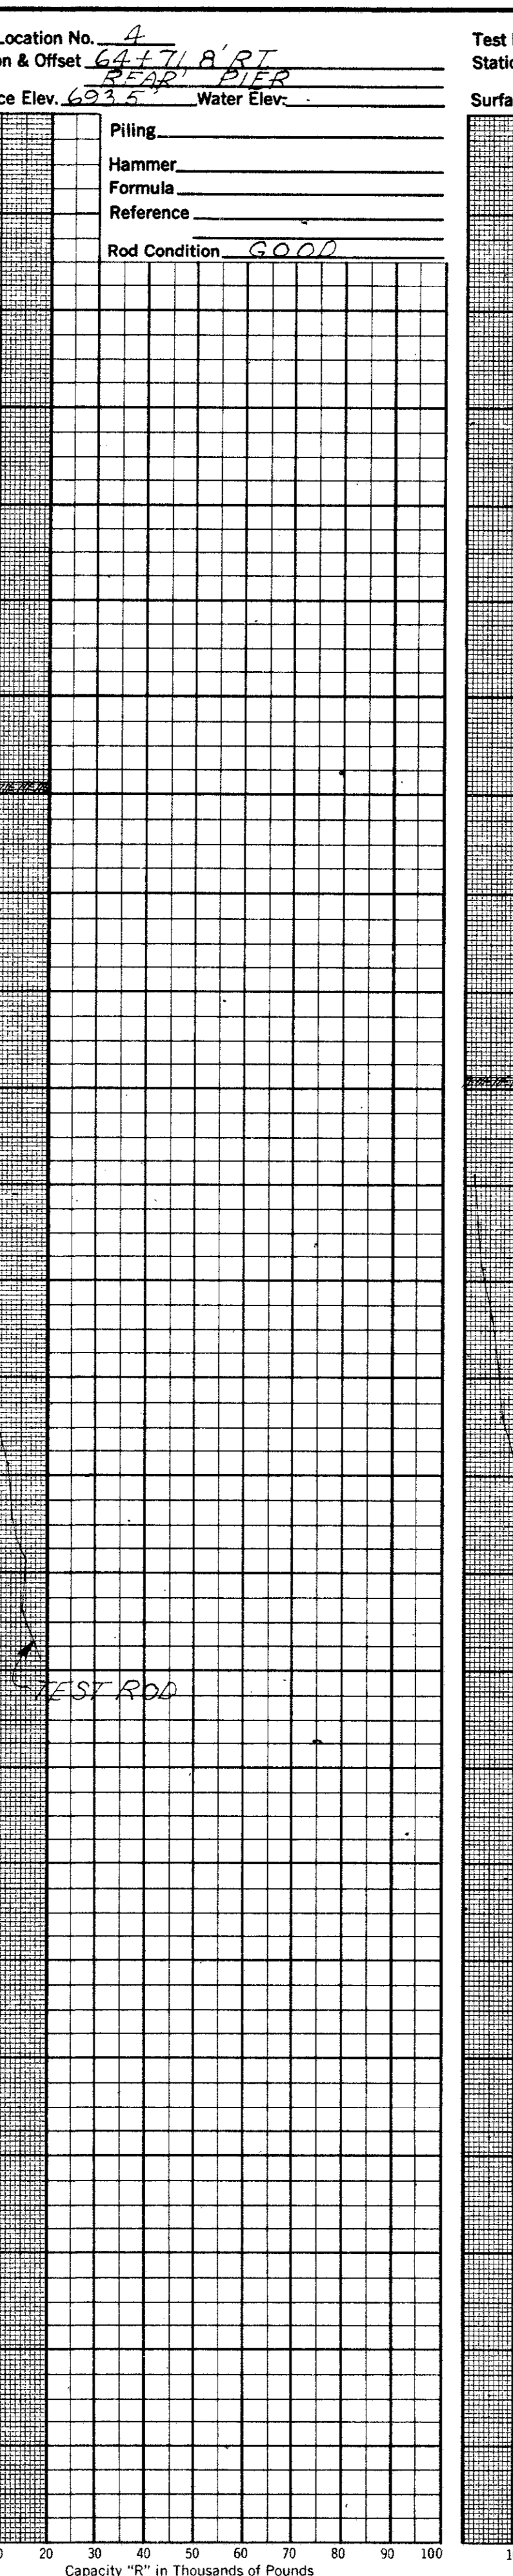 Location No. 4
on & Offset 64+71 8' RT
REAR PIER
ce Elev. 693.5' Water Elev.
Piling
Hammer
Formula
Reference
Rod Condition GOOD
TEST ROD
0 20 30 40 50 60 70 80 90 100
Capacity "R" in Thousands of Pounds
Test
Static
Surfa
1